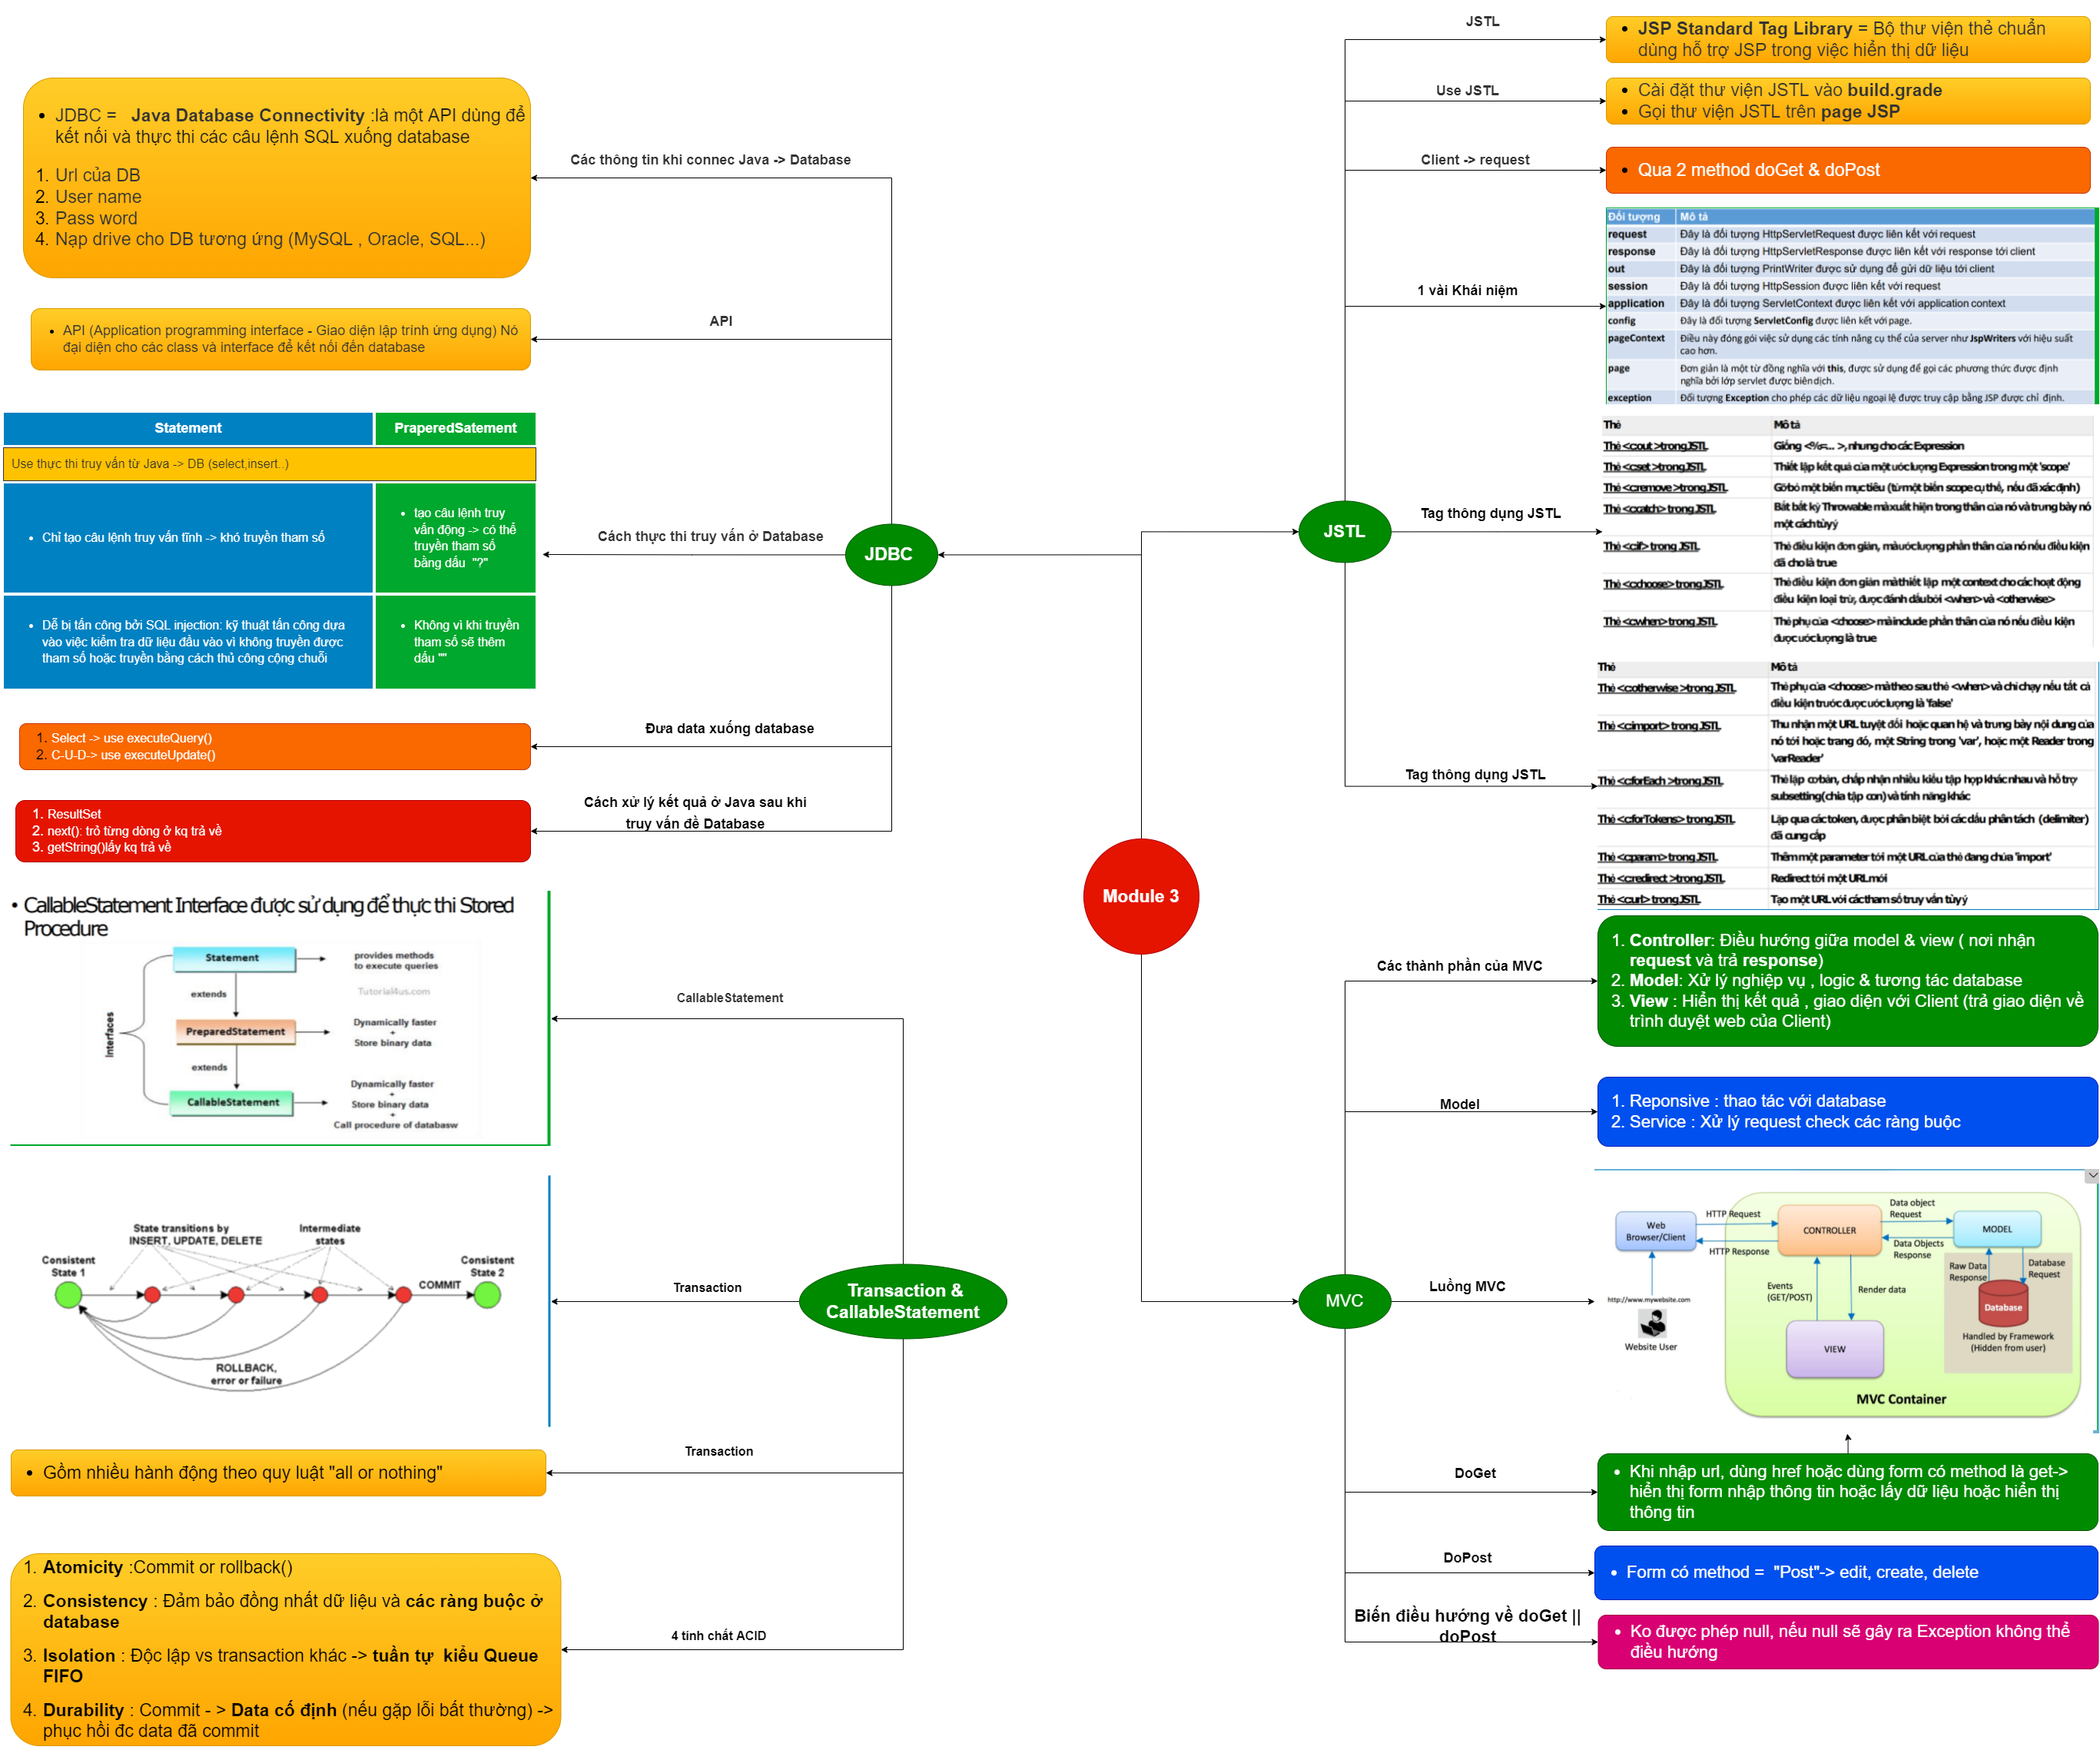 Module 3
JDBC
Các thông tin khi connec Java -> Database
JDBC = Java Database Connectivity :là một API dùng để
kết nối và thực thi các câu lệnh SQL xuống database
1. Url của DB
2. User name
3. Pass word
4. Nạp drive cho DB tương ứng (MySQL , Oracle, SQL...)
API
API (Application programming interface - Giao diện lập trình ứng dụng) Nó
đại diện cho các class và interface để kết nối đến database
Cách thực thi truy vấn ở Database
Statement
PraperedSatement
Use thực thi truy vấn từ Java -> DB (select,insert..)
Chỉ tạo câu lệnh truy vấn tĩnh -> khó truyền tham số
tạo câu lệnh truy
vấn động -> có thể
truyền tham số
bằng dấu "?"
Dễ bị tấn công bởi SQL injection: kỹ thuật tấn công dựa
vào việc kiểm tra dữ liệu đầu vào vì không truyền được
tham số hoặc truyền bằng cách thủ công cộng chuỗi
Không vì khi truyền
tham số sẽ thêm
dấu ""
Đưa data xuống database
1. Select -> use executeQuery()
2. C-U-D-> use executeUpdate()
Cách xử lý kết quả ở Java sau khi
truy vấn đề Database
1. ResultSet
2. next(): trỏ từng dòng ở kq trả về
3. getString()lấy kq trả về
Transaction &
CallableStatement
CallableStatement
• CallableStatement Interface được sử dụng để thực thi Stored
Procedure
Interfaces
Statement
provides methods
to execute queries
Tutorial4us.com
extends
PreparedStatement
Dynamically faster
+
Store binary data
extends
CallableStatement
Dynamically faster
+
Store binary data
+
Call procedure of databasw
Transaction
State transitions by
INSERT, UPDATE, DELETE
Intermediate
states
Consistent
State 1
Consistent
State 2
COMMIT
ROLLBACK,
error or failure
Transaction
Gồm nhiều hành động theo quy luật "all or nothing"
4 tính chất ACID
1. Atomicity :Commit or rollback()
2. Consistency : Đảm bảo đồng nhất dữ liệu và các ràng buộc ở
database
3. Isolation : Độc lập vs transaction khác -> tuần tự kiểu Queue
FIFO
4. Durability : Commit - > Data cố định (nếu gặp lỗi bất thường) ->
phục hồi đc data đã commit
JSTL
JSTL
JSP Standard Tag Library = Bộ thư viện thẻ chuẩn
dùng hỗ trợ JSP trong việc hiển thị dữ liệu
Use JSTL
Cài đặt thư viện JSTL vào build.grade
Gọi thư viện JSTL trên page JSP
Client -> request
Qua 2 method doGet & doPost
1 vài Khái niệm
Đối tượng Mô tả
request Đây là đối tượng HttpServletRequest được liên kết với request
response Đây là đối tượng HttpServletResponse được liên kết với response tới client
out Đây là đối tượng PrintWriter được sử dụng để gửi dữ liệu tới client
session Đây là đối tượng HttpSession được liên kết với request
application Đây là đối tượng ServletContext được liên kết với application context
config Đây là đối tượng ServletConfig được liên kết với page.
pageContext Điều này đóng gói việc sử dụng các tính năng cụ thể của server như JspWriters với hiệu suất
cao hơn.
page Đơn giản là một từ đồng nghĩa với this, được sử dụng để gọi các phương thức được định
nghĩa bởi lớp servlet được biên dịch.
exception Đối tượng Exception cho phép các dữ liệu ngoại lệ được truy cập bằng JSP được chỉ định.
Tag thông dụng JSTL
Thẻ Mô tả
Thẻ <c:out >trong JSTL Giống <%=... >, nhưng cho các Expression
Thẻ <c:set >trong JSTL Thiết lập kết quả của một ước lượng Expression trong một 'scope'
Thẻ <c:remove >trong JSTL Gỡ bỏ một biến mục tiêu (từ một biến scope cụ thể, nếu đã xác định)
Thẻ <c:catch> trong JSTL Bắt bất kỳ Throwable mà xuất hiện trong thân của nó và trưng bày nó
một cách tùy ý
Thẻ <c:if> trong JSTL Thẻ điều kiện đơn giản, mà ước lượng phần thân của nó nếu điều kiện
đã cho là true
Thẻ <c:choose> trong JSTL Thẻ điều kiện đơn giản mà thiết lập một context cho các hoạt động
điều kiện loại trừ, được đánh dấu bởi <when> và <otherwise>
Thẻ <c:when> trong JSTL Thẻ phụ của <choose> mà include phần thân của nó nếu điều kiện
được ước lượng là true
Tag thông dụng JSTL
Thẻ Mô tả
Thẻ <c:otherwise >trong JSTL Thẻ phụ của <choose> mà theo sau thẻ <when> và chỉ chạy nếu tất cả
điều kiện trước được ước lượng là 'false'
Thẻ <c:import> trong JSTL Thu nhận một URL tuyệt đối hoặc quan hệ và trưng bày nội dung của
nó tới hoặc trang đó, một String trong 'var', hoặc một Reader trong
'varReader'
Thẻ <c:forEach >trong JSTL Thẻ lặp cơ bản, chấp nhận nhiều kiểu tập hợp khác nhau và hỗ trợ
subsetting(chia tập con) và tính năng khác
Thẻ <c:forTokens> trong JSTL Lặp qua các token, được phân biệt bởi các dấu phân tách (delimiter)
đã cung cấp
Thẻ <c:param> trong JSTL Thêm một parameter tới một URL của thẻ đang chứa 'import'
Thẻ <c:redirect >trong JSTL Redirect tới một URL mới
Thẻ <c:url> trong JSTL Tạo một URL với các tham số truy vấn tùy ý
MVC
Các thành phần của MVC
1. Controller: Điều hướng giữa model & view ( nơi nhận
request và trả response)
2. Model: Xử lý nghiệp vụ , logic & tương tác database
3. View : Hiển thị kết quả , giao diện với Client (trả giao diện về
trình duyệt web của Client)
Model
1. Reponsive : thao tác với database
2. Service : Xử lý request check các ràng buộc
Luồng MVC
Web
Browser/Client
HTTP Request
HTTP Response
CONTROLLER
Data object
Request
Data Objects
Response
MODEL
Raw Data
Response
Database
Request
Database
Events
(GET/POST)
Render data
http://www.mywebsite.com
Website User
VIEW
Handled by Framework
(Hidden from user)
MVC Container
DoGet
Khi nhập url, dùng href hoặc dùng form có method là get->
hiển thị form nhập thông tin hoặc lấy dữ liệu hoặc hiển thị
thông tin
DoPost
Form có method = "Post"-> edit, create, delete
Biến điều hướng về doGet ||
doPost
Ko được phép null, nếu null sẽ gây ra Exception không thể
điều hướng